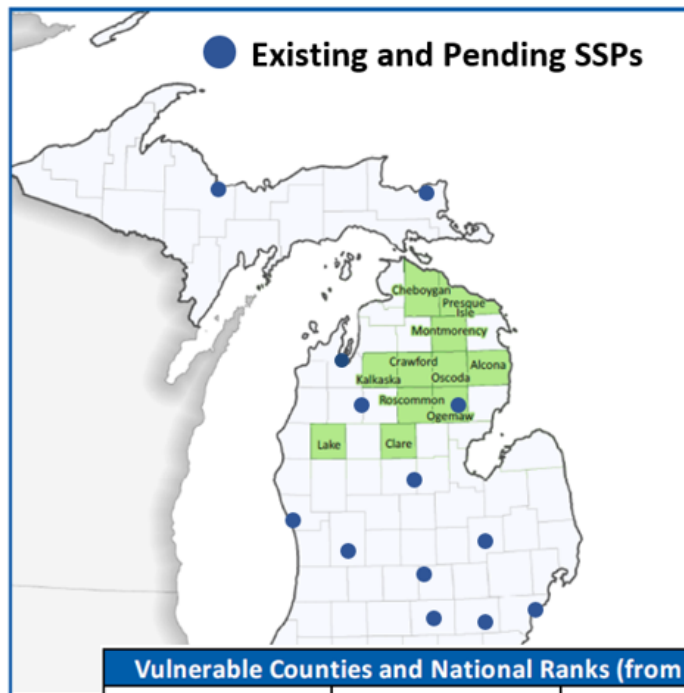 Existing and Pending SSPs
Cheboygan
Presque
Isle
Montmorency
Crawford
Alcona
Kalkaska
Oscoda
Roscommon
Ogemaw
Lake
Clare
Vulnerable Counties and National Ranks (from